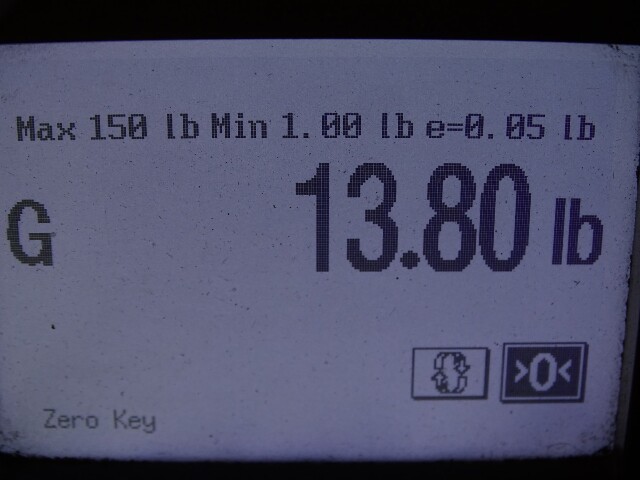 Max 150 lb Min 1.00 lb e=0.05 lb
G 13.80 lb
>0<
Zero Key